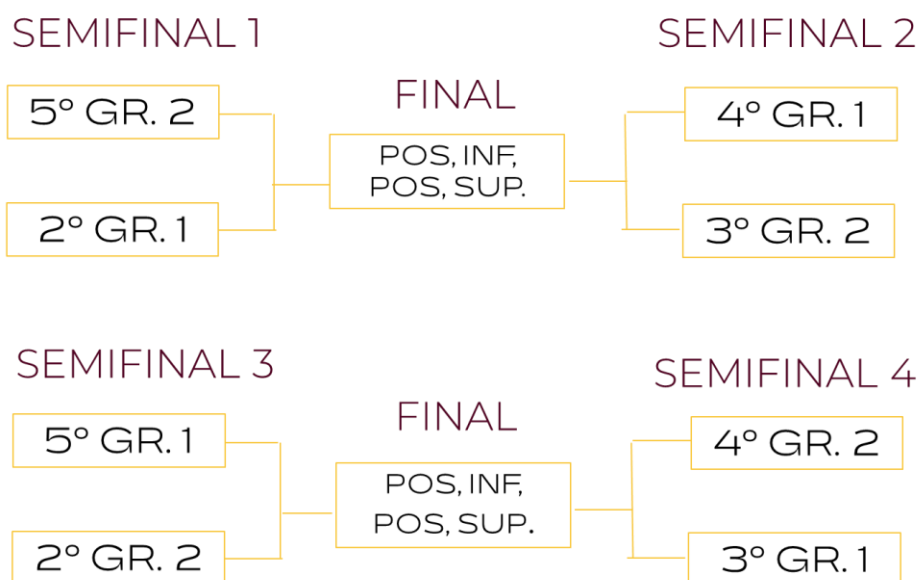 SEMIFINAL 1
5º GR. 2
2º GR. 1
FINAL
POS, INF,
POS, SUP.
SEMIFINAL 2
4º GR. 1
3º GR. 2
SEMIFINAL 3
5º GR. 1
2º GR. 2
FINAL
POS, INF,
POS, SUP.
SEMIFINAL 4
4º GR. 2
3º GR. 1